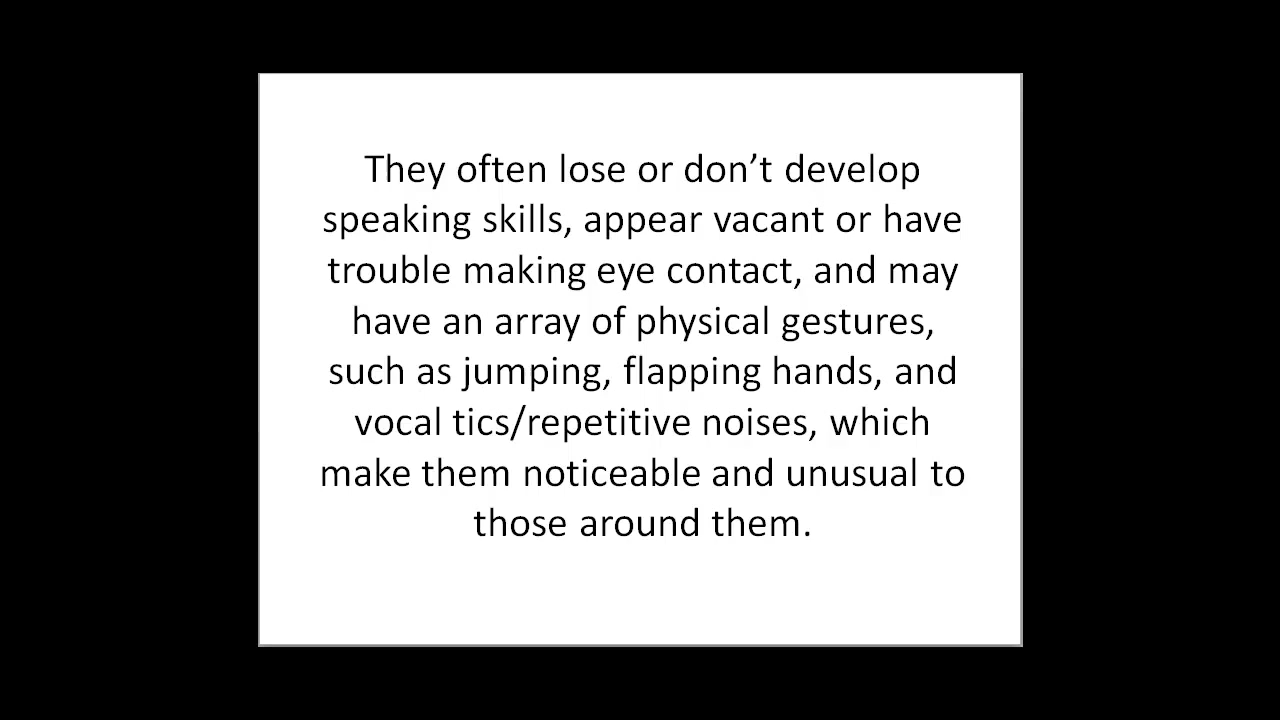 They often lose or don’t develop
speaking skills, appear vacant or have
trouble making eye contact, and may
have an array of physical gestures,
such as jumping, flapping hands, and
vocal tics/repetitive noises, which
make them noticeable and unusual to
those around them.